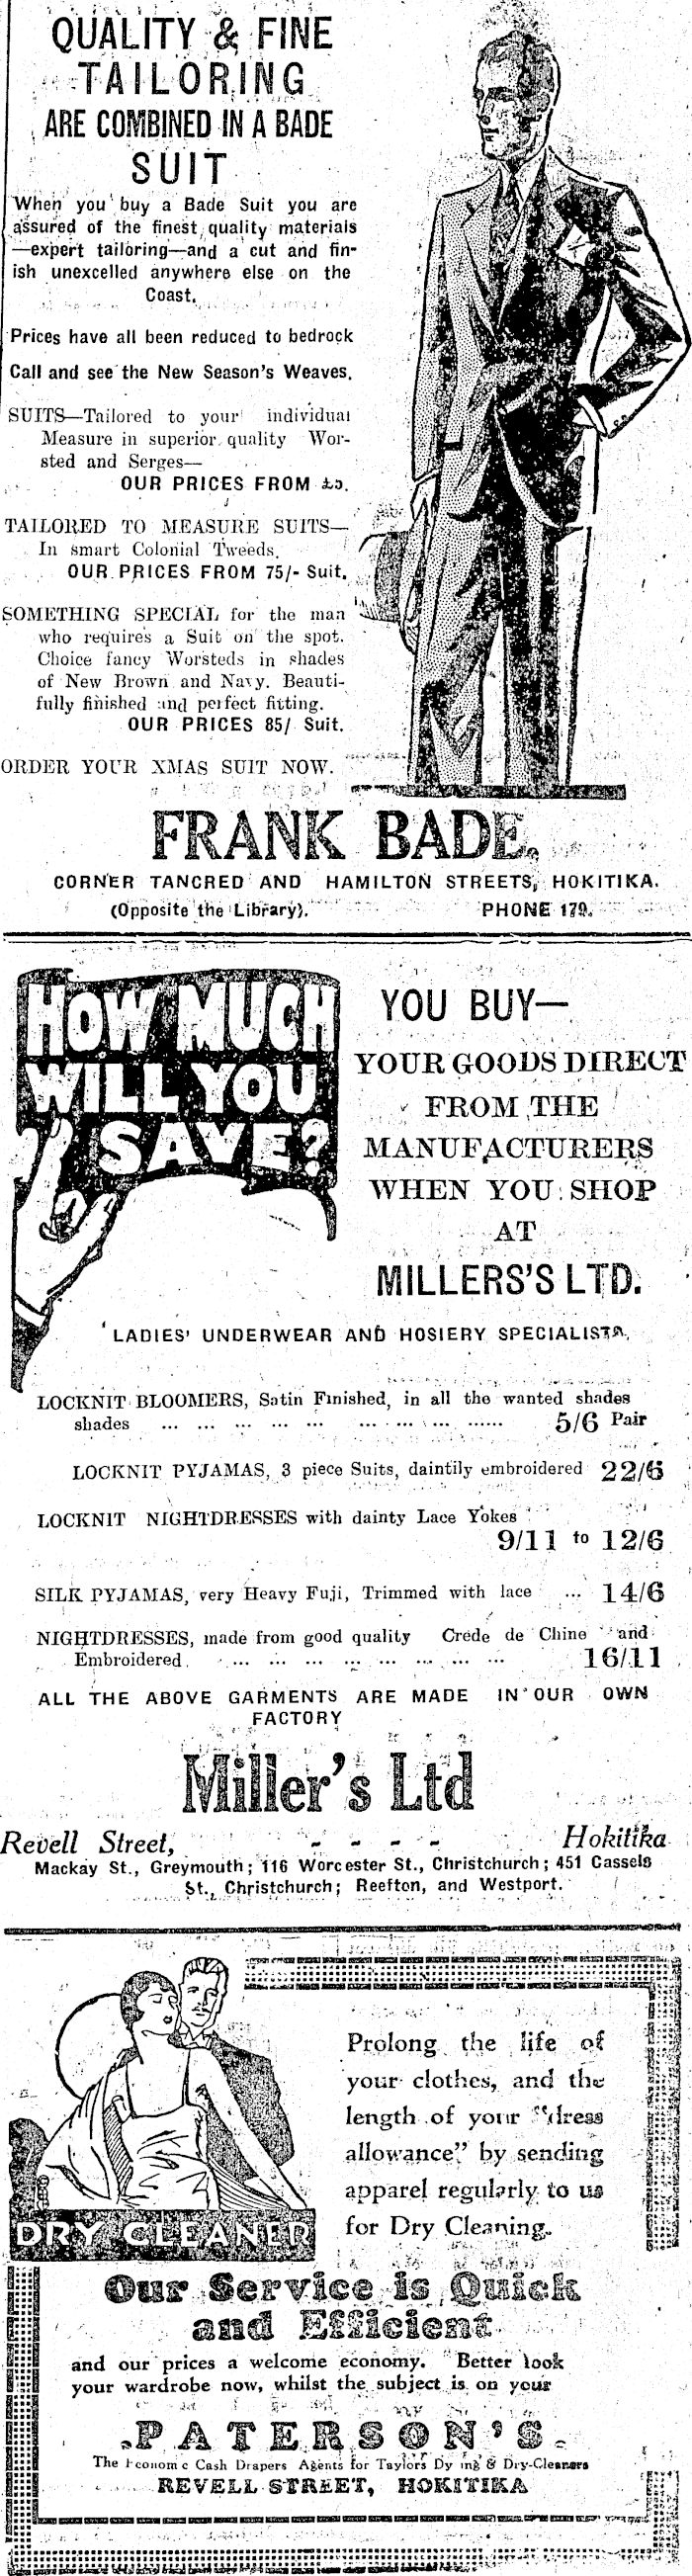 QUALITY & FINE
TAILORING
ARE COMBINED IN A BADE
SUIT
When you buy a Bade Suit you are
assured of the finest quality materials
—expert tailoring—and a cut and fin-
ish unexcelled anywhere else on the
Coast.
Prices have all been reduced to bedrock
Call and see the New Season's Weaves.
SUITS—Tailored to your individual
Measure in superior quality Wor-
sted and Serges—
OUR PRICES FROM £5.
TAILORED TO MEASURE SUITS—
In smart Colonial Tweeds.
OUR PRICES FROM 75/- Suit.
SOMETHING SPECIAL for the man
who requires a Suit on the spot.
Choice fancy Worsteds in shades
of New Brown and Navy. Beauti-
fully finished and perfect fitting.
OUR PRICES 85/ Suit.
ORDER YOUR XMAS SUIT NOW.
FRANK BADE.
CORNER TANCRED AND HAMILTON STREETS, HOKITIKA.
(Opposite the Library). PHONE 179.
HOW MUCH
WILL YOU
SAVE?
YOU BUY—
YOUR GOODS DIRECT
FROM THE
MANUFACTURERS
WHEN YOU SHOP
AT
MILLERS'S LTD.
LADIES' UNDERWEAR AND HOSIERY SPECIALISTS.
LOCKNIT BLOOMERS, Satin Finished, in all the wanted shades
shades ... ... ... ... ... ... ... ... ... ...... 5/6 Pair
LOCKNIT PYJAMAS, 3 piece Suits, daintily embroidered 22/6
LOCKNIT NIGHTDRESSES with dainty Lace Yokes
9/11 to 12/6
SILK PYJAMAS, very Heavy Fuji, Trimmed with lace ... 14/6
NIGHTDRESSES, made from good quality Crede de Chine and
Embroidered ... ... ... ... ... ... ... ... 16/11
ALL THE ABOVE GARMENTS ARE MADE IN OUR OWN
FACTORY
Miller's Ltd
Revell Street, - - - - Hokitika
Mackay St., Greymouth; 116 Worcester St., Christchurch; 451 Cassels
St., Christchurch; Reefton, and Westport.
DRY CLEANER
Prolong the life of
your clothes, and the
length of your "dress
allowance" by sending
apparel regularly to us
for Dry Cleaning.
Our Service is Quick
and Efficient
and our prices a welcome economy. Better look
your wardrobe now, whilst the subject is on your
PATERSON'S
The Economic Cash Drapers Agents for Taylors Dying & Dry-Cleaners
REVELL STREET, HOKITIKA